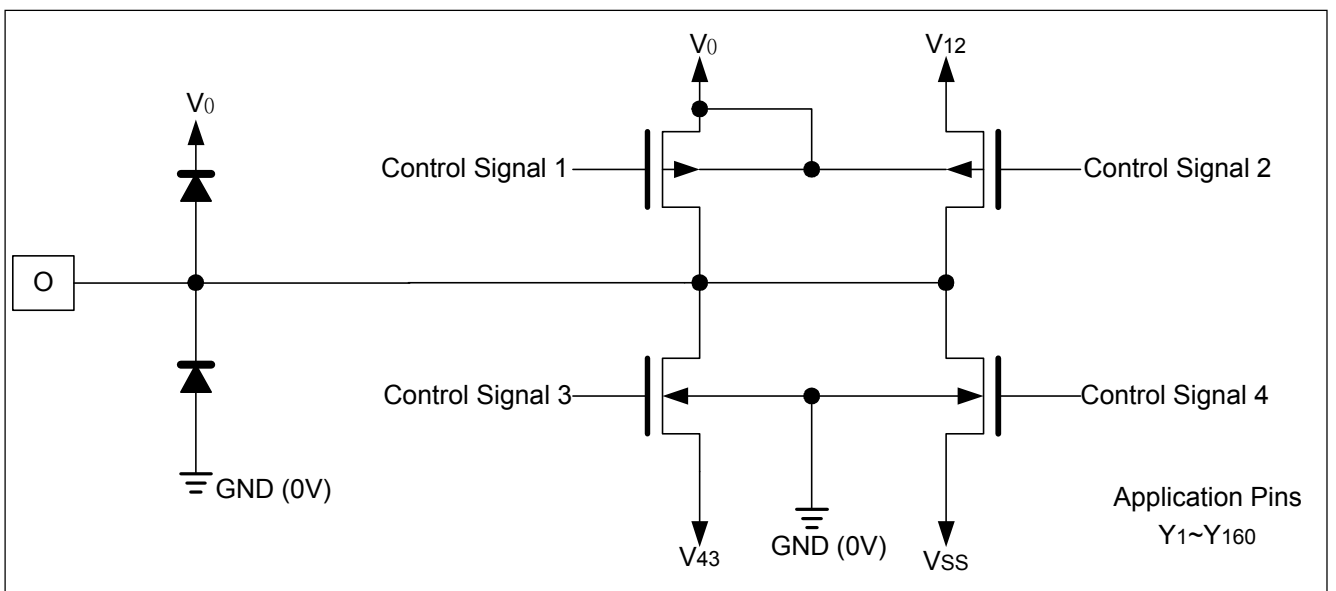 V0
V12
V0
Control Signal 1
Control Signal 2
O
Control Signal 3
Control Signal 4
GND (0V)
GND (0V)
V43
VSS
Application Pins
Y1~Y160